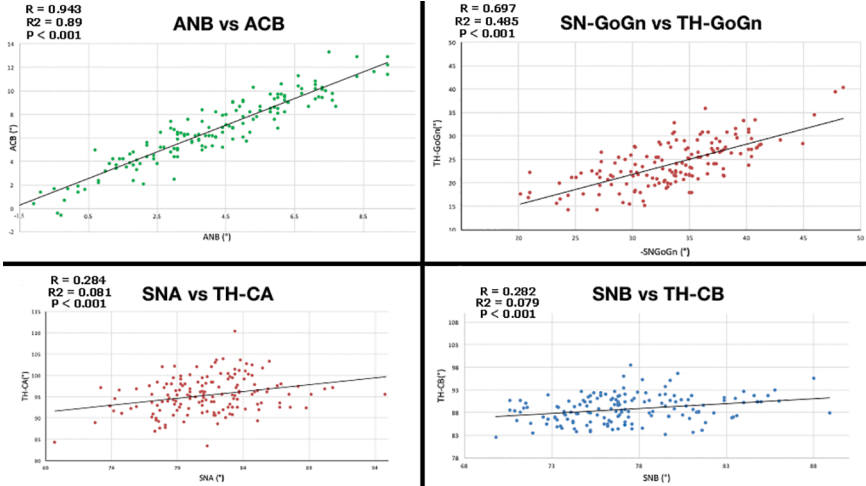 R = 0.943
R2 = 0.89
P < 0.001
ANB vs ACB
14
12
10
8
6
4
2
0
-2
ACB (°)
-1.5 0.5 2.5 4.5 6.5 8.5
ANB (°)
R = 0.697
R2 = 0.485
P < 0.001
SN-GoGn vs TH-GoGn
50
45
40
35
30
25
20
15
10
TH-GoGn(°)
20 25 30 35 40 45 50
-SNGoGn (°)
R = 0.284
R2 = 0.081
P < 0.001
SNA vs TH-CA
115
110
105
100
95
90
85
80
TH-CA(°)
69 74 79 84 89 94
SNA (°)
R = 0.282
R2 = 0.079
P < 0.001
SNB vs TH-CB
108
103
98
93
88
83
78
TH-CB(°)
68 73 78 83 88
SNB (°)